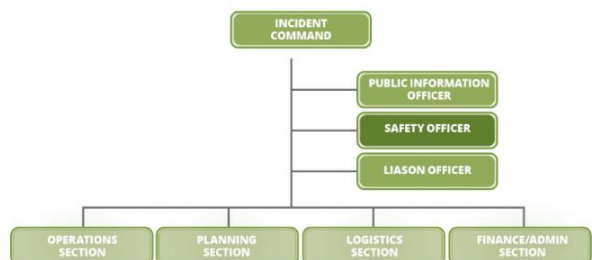 INCIDENT
COMMAND
PUBLIC INFORMATION
OFFICER
SAFETY OFFICER
LIASON OFFICER
OPERATIONS
SECTION
PLANNING
SECTION
LOGISTICS
SECTION
FINANCE/ADMIN
SECTION